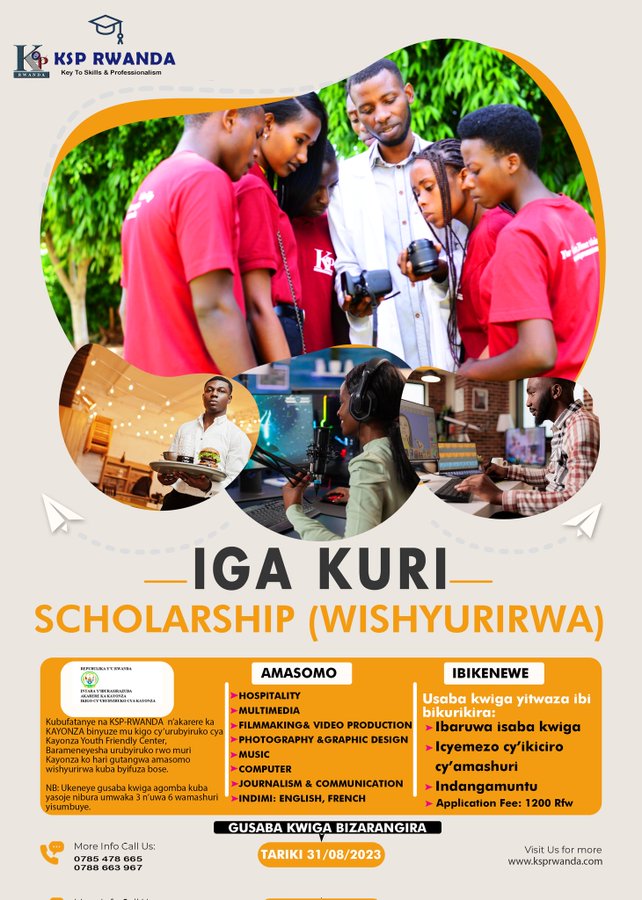 KSP RWANDA
Key To Skills & Professionalism
IGA KURI
SCHOLARSHIP (WISHYURIRWA)
REPUBULIKA Y'U RWANDA
INTARA Y'IBURASIRAZUBA
AKARERE KA KAYONZA
IKIGO CY'URUBYIRUKO CYA KAYONZA
Kubufatanye na KSP-RWANDA n'akarere ka
KAYONZA binyuze mu kigo cy'urubyiruko cya
Kayonza Youth Friendly Center,
Barameneyesha urubyiruko rwo muri
Kayonza ko hari gutangwa amasomo
wishyurirwa kuba byifuza bose.
NB: Ukeneye gusaba kwiga agomba kuba
yasoje nibura umwaka 3 n'uwa 6 wamashuri
yisumbuye.
AMASOMO
HOSPITALITY
MULTIMEDIA
FILMMAKING& VIDEO PRODUCTION
PHOTOGRAPHY &GRAPHIC DESIGN
MUSIC
COMPUTER
JOURNALISM & COMMUNICATION
INDIMI: ENGLISH, FRENCH
IBIKENEWE
Usaba kwiga yitwaza ibi
bikurikira:
Ibaruwa isaba kwiga
Icyemezo cy'ikiciro
cy'amashuri
Indangamuntu
Application Fee: 1200 Rfw
GUSABA KWIGA BIZARANGIRA
TARIKI 31/08/2023
More Info Call Us:
0785 478 665
0788 663 967
Visit Us for more
www.ksprwanda.com